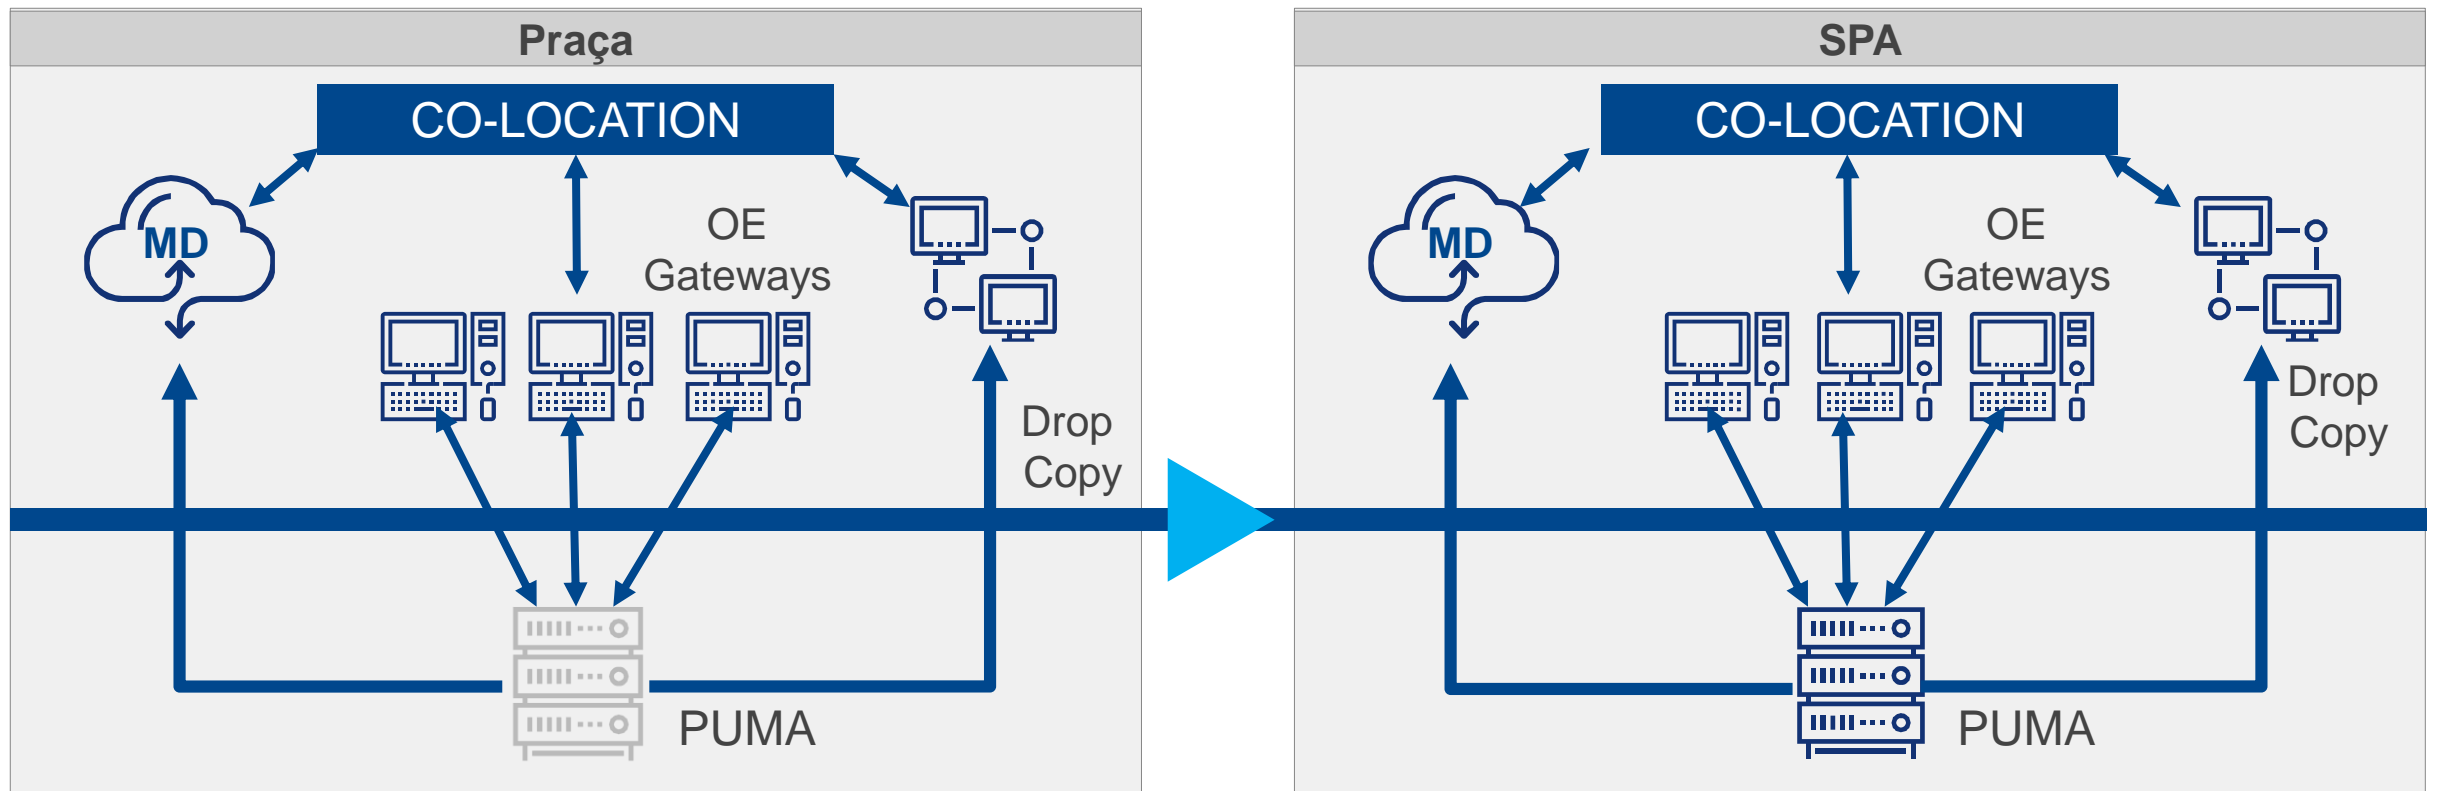 Praça
CO-LOCATION
MD
OE
Gateways
Drop
Copy
PUMA
SPA
CO-LOCATION
MD
OE
Gateways
Drop
Copy
PUMA